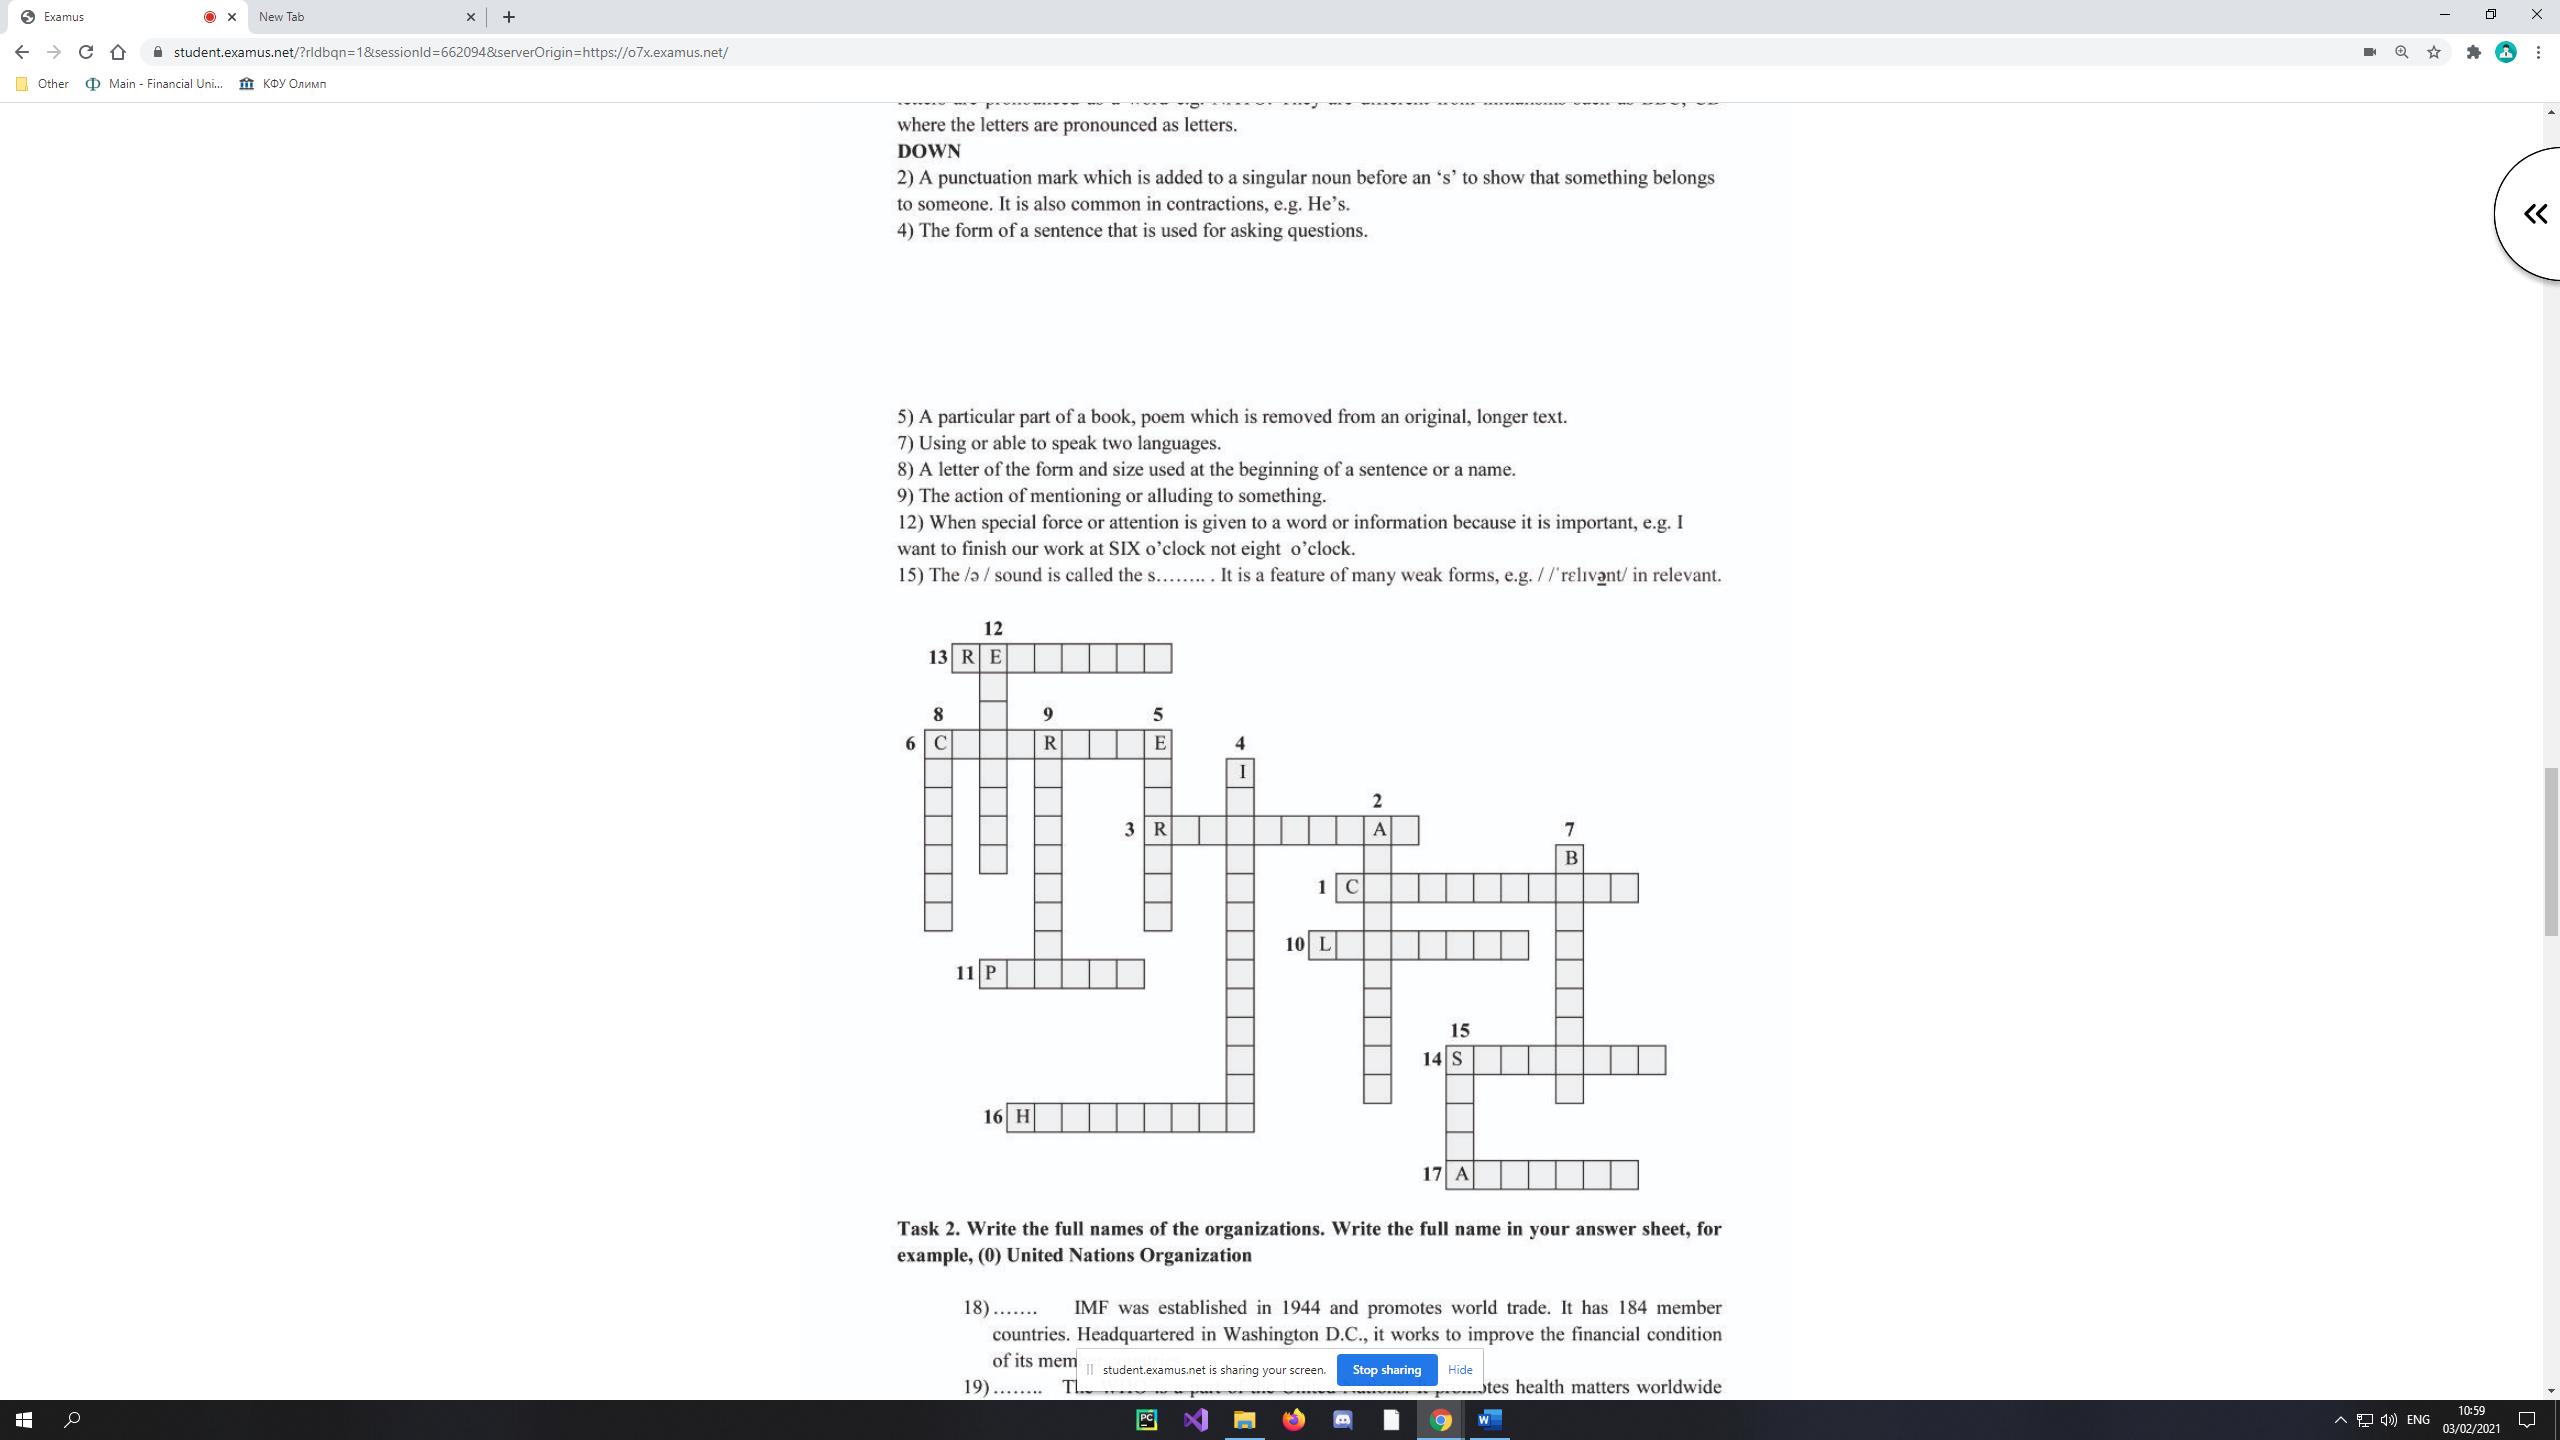 Examus
New Tab
student.examus.net/?rldbqn=1&sessionId=662094&serverOrigin=https://o7x.examus.net/
Other
Main - Financial Uni...
КФУ Олимп
where the letters are pronounced as letters.
DOWN
2) A punctuation mark which is added to a singular noun before an ‘s’ to show that something belongs
to someone. It is also common in contractions, e.g. He’s.
4) The form of a sentence that is used for asking questions.
5) A particular part of a book, poem which is removed from an original, longer text.
7) Using or able to speak two languages.
8) A letter of the form and size used at the beginning of a sentence or a name.
9) The action of mentioning or alluding to something.
12) When special force or attention is given to a word or information because it is important, e.g. I
want to finish our work at SIX o’clock not eight o’clock.
15) The /ə / sound is called the s…….. . It is a feature of many weak forms, e.g. / /ˈrɛlɪvənt/ in relevant.
12
13 R E
8 9 5
6 C R E 4
I
2
3 R A 7
B
1 C
10 L
11 P
15
14 S
16 H
17 A
Task 2. Write the full names of the organizations. Write the full name in your answer sheet, for
example, (0) United Nations Organization
18)……. IMF was established in 1944 and promotes world trade. It has 184 member
countries. Headquartered in Washington D.C., it works to improve the financial condition
of its mem
student.examus.net is sharing your screen. Stop sharing Hide
19)…….. health matters worldwide
ENG
10:59
03/02/2021